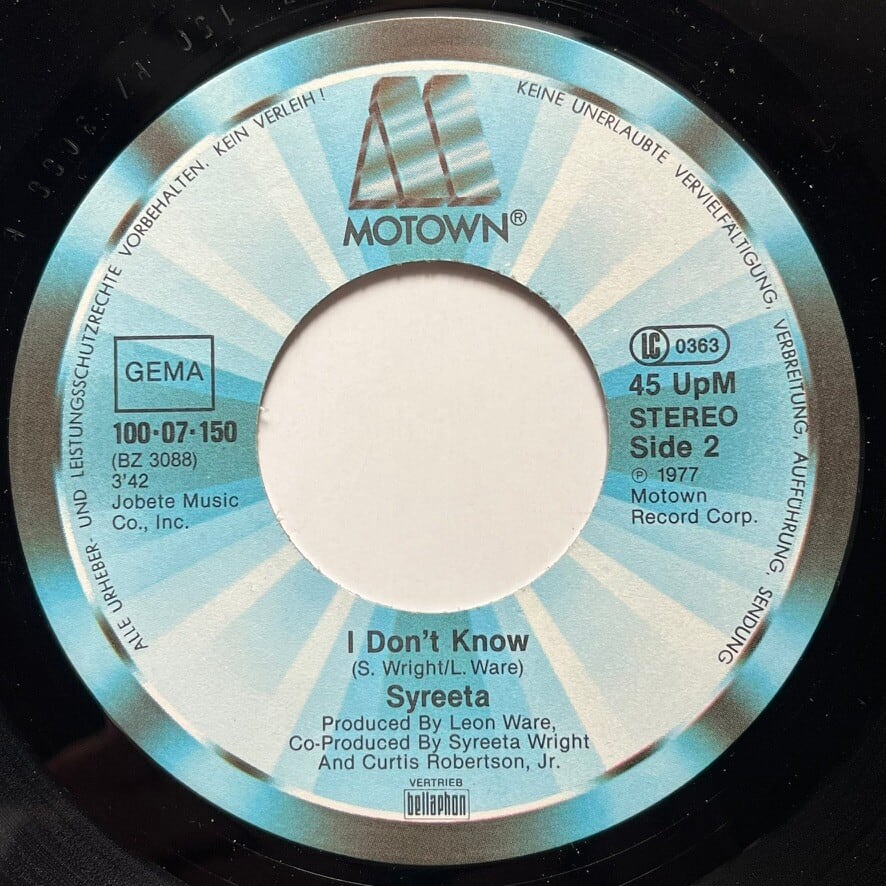 ALLE URHEBER- UND LEISTUNGSSCHUTZRECHTE VORBEHALTEN. KEIN VERLEIH!
KEINE UNERLAUBTE VERVIELFÄLTIGUNG, VERBREITUNG, AUFFÜHRUNG, SENDUNG
MOTOWN®
GEMA
100·07·150
(BZ 3088)
3'42
Jobete Music
Co., Inc.
LC 0363
45 UpM
STEREO
Side 2
℗ 1977
Motown
Record Corp.
I Don't Know
(S. Wright/L. Ware)
Syreeta
Produced By Leon Ware,
Co-Produced By Syreeta Wright
And Curtis Robertson, Jr.
VERTRIEB
bellaphon